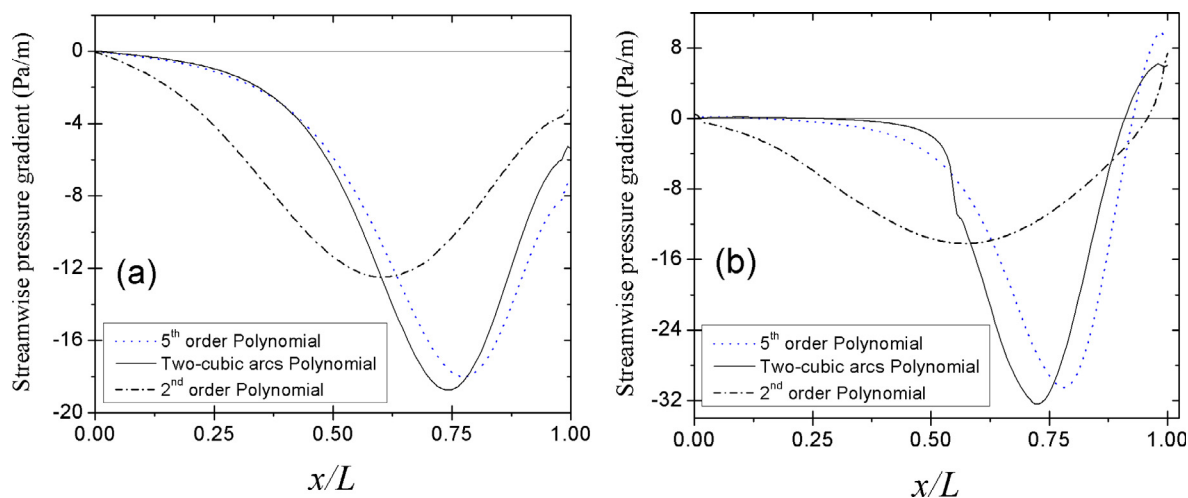 Streamwise pressure gradient (Pa/m)
0
-4
-8
-12
-16
-20
(a)
5th order Polynomial
Two-cubic arcs Polynomial
2nd order Polynomial
0.00
0.25
0.50
0.75
1.00
x/L
Streamwise pressure gradient (Pa/m)
8
0
-8
-16
-24
-32
(b)
5th order Polynomial
Two-cubic arcs Polynomial
2nd order Polynomial
0.00
0.25
0.50
0.75
1.00
x/L